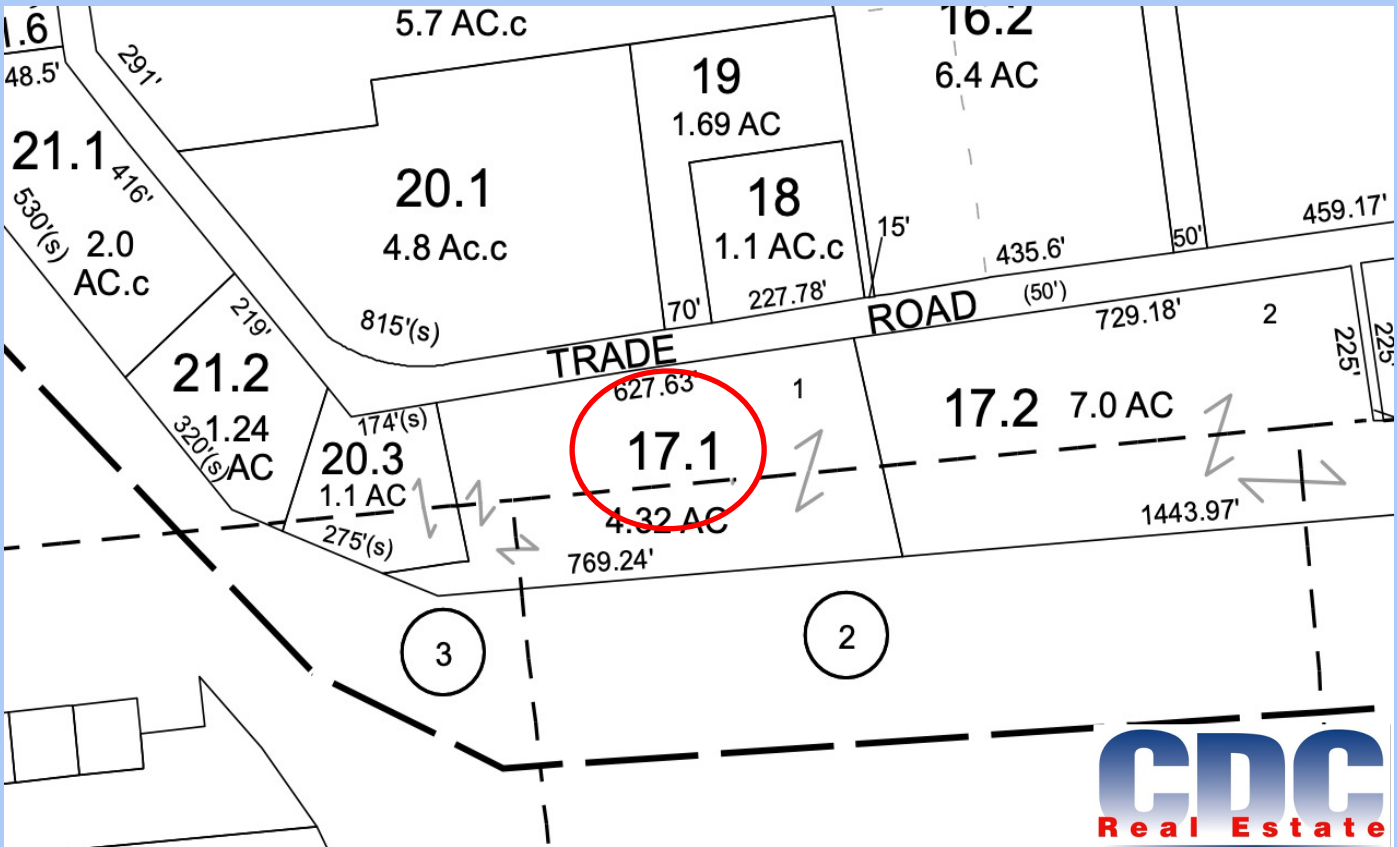 1.6
48.5'
291'
5.7 AC.c
16.2
6.4 AC
19
1.69 AC
21.1
416'
530'(s)
2.0
AC.c
20.1
4.8 Ac.c
18
1.1 AC.c
15'
435.6'
50'
459.17'
219'
815'(s)
70'
227.78'
TRADE ROAD
(50')
729.18'
2
225'
225'
21.2
1.24
AC
320'(s)
174'(s)
20.3
1.1 AC
275'(s)
627.63'
1
17.1
4.32 AC
769.24'
17.2
7.0 AC
1443.97'
3
2
CDC
Real Estate